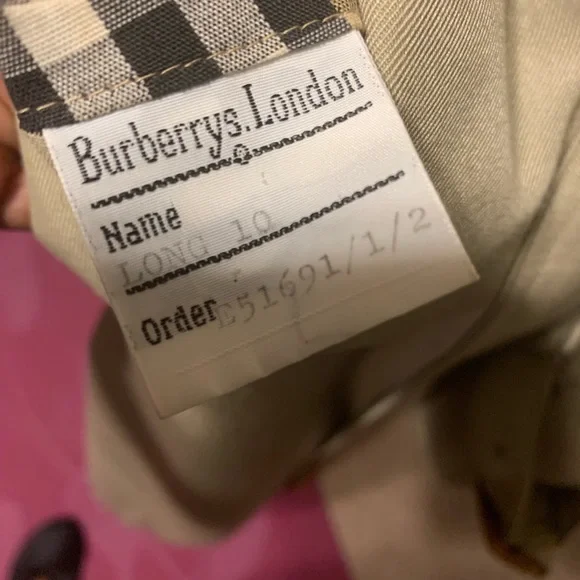 Burberrys.London
Name
LONG 10
Order E51691/1/2